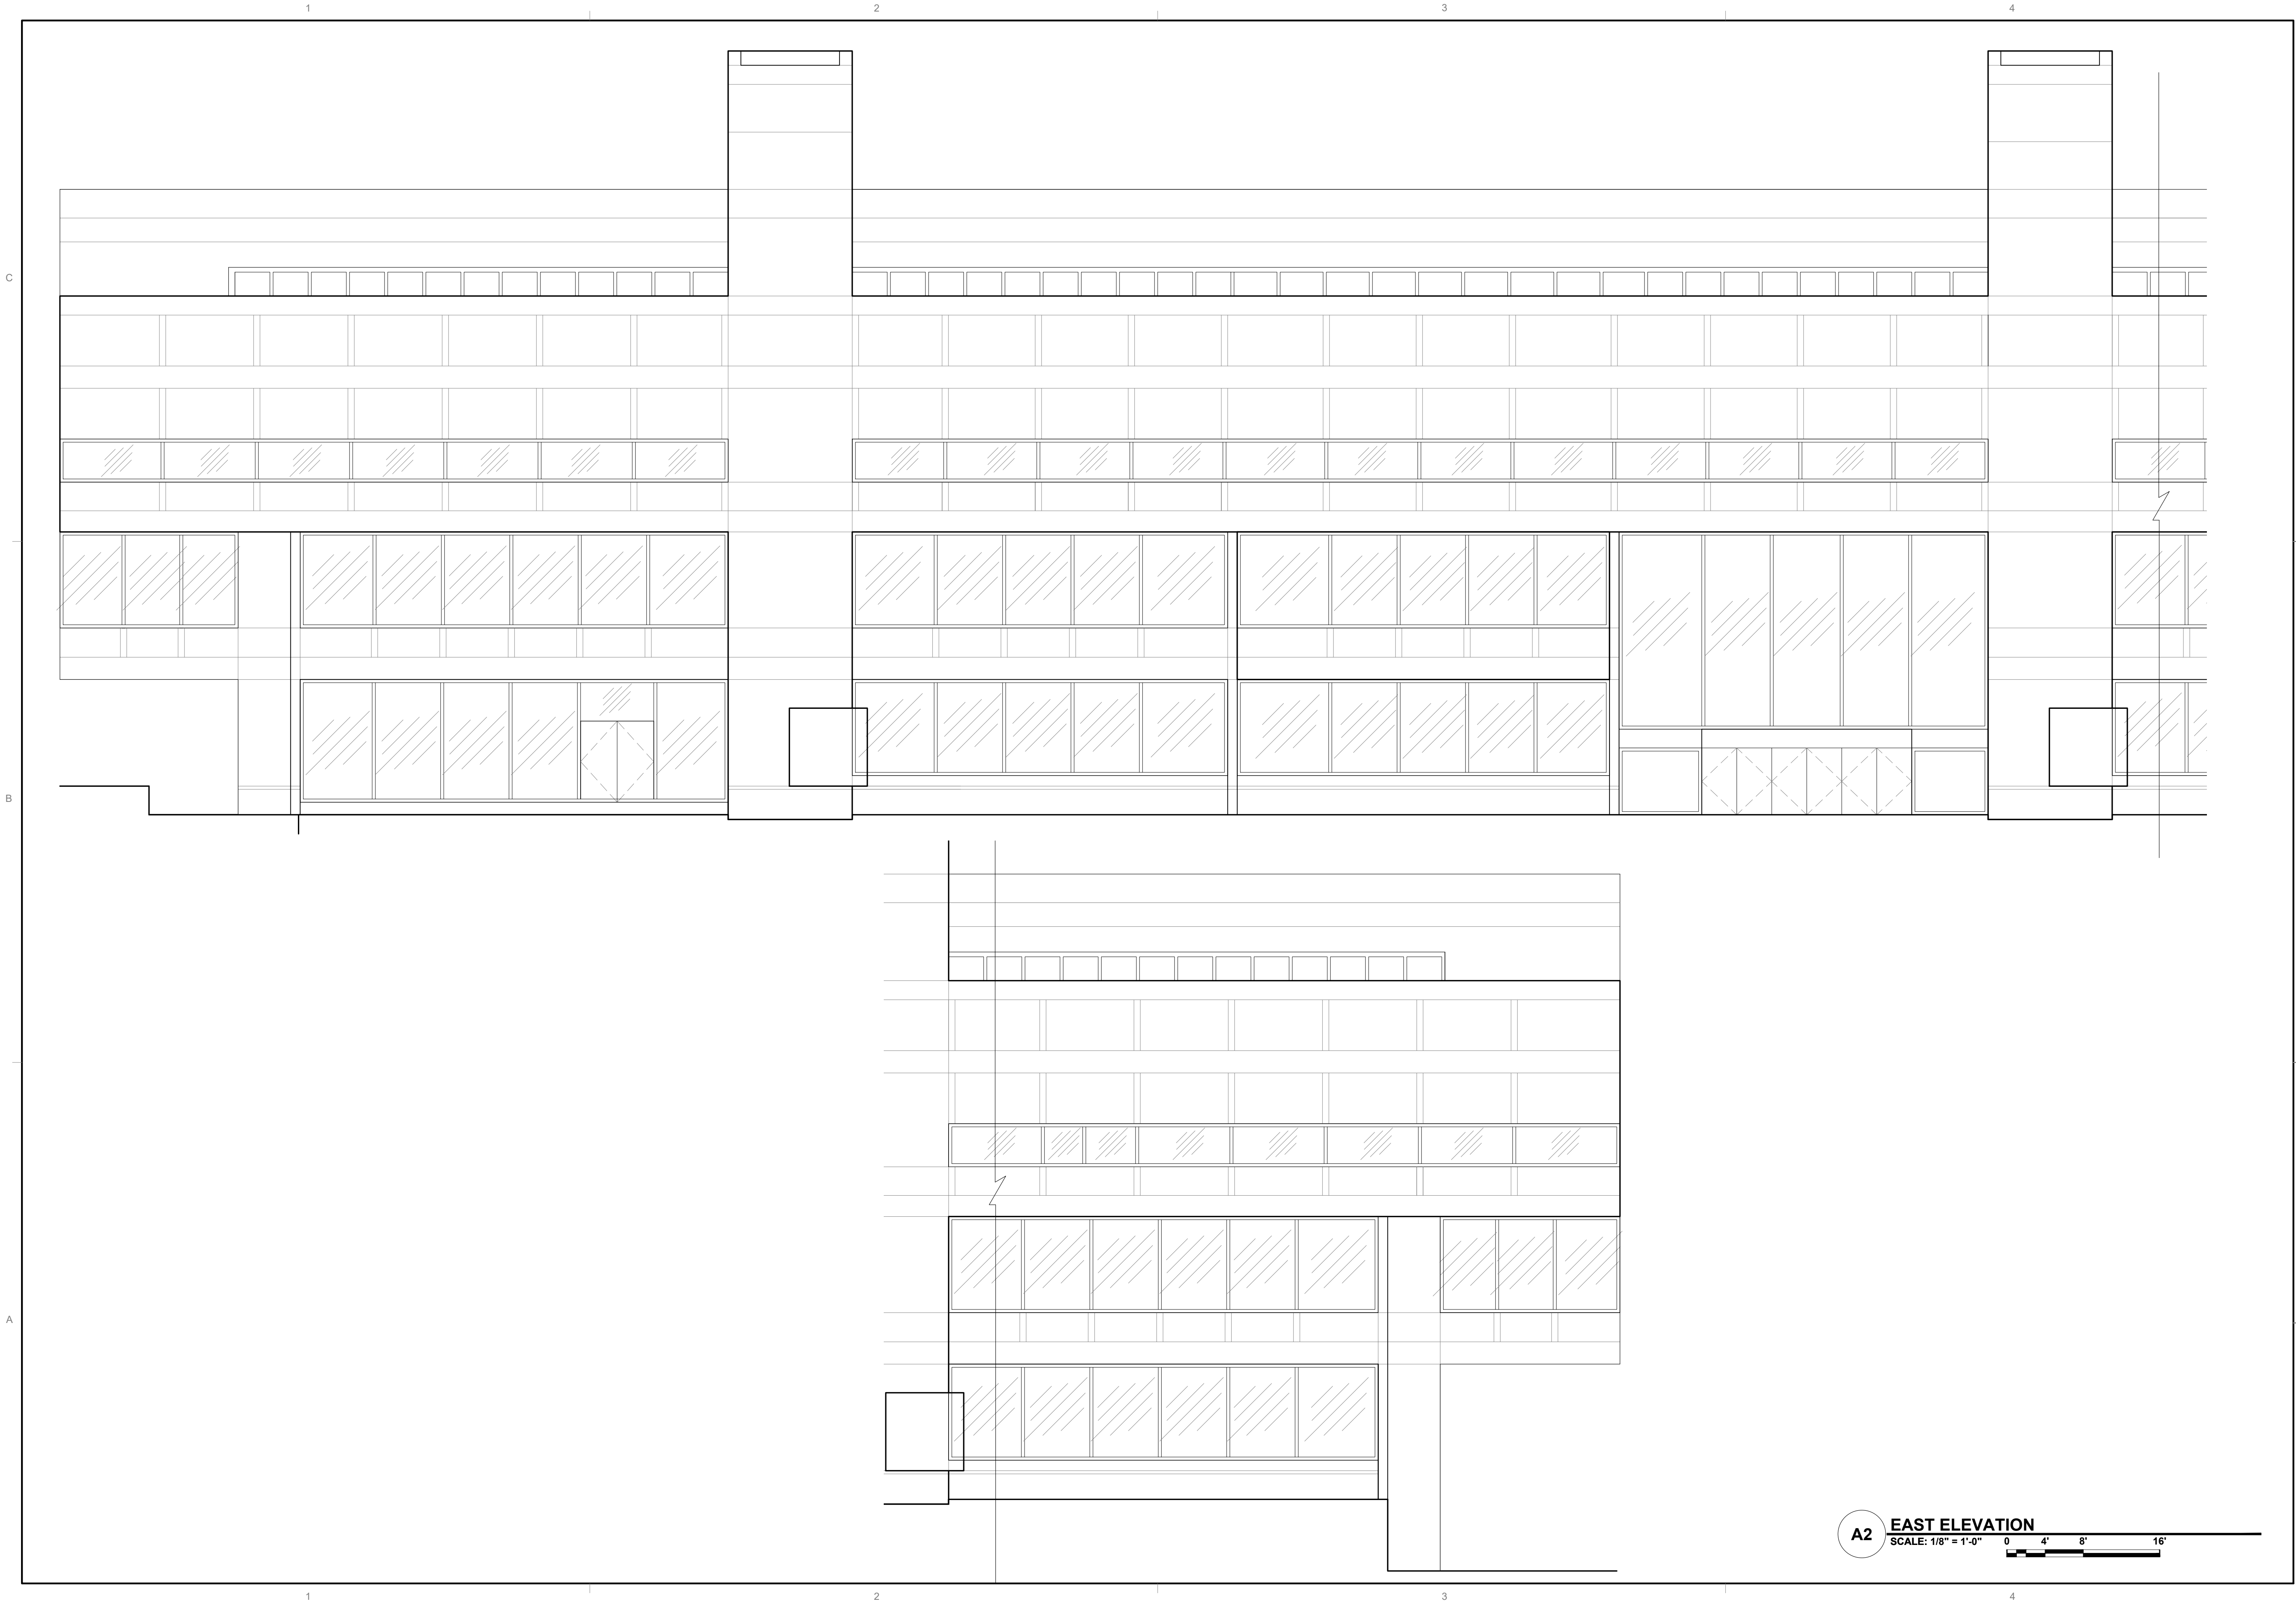 1 2 3 4
C
B
A
A2
EAST ELEVATION
SCALE: 1/8" = 1'-0" 0 4' 8' 16'
1 2 3 4